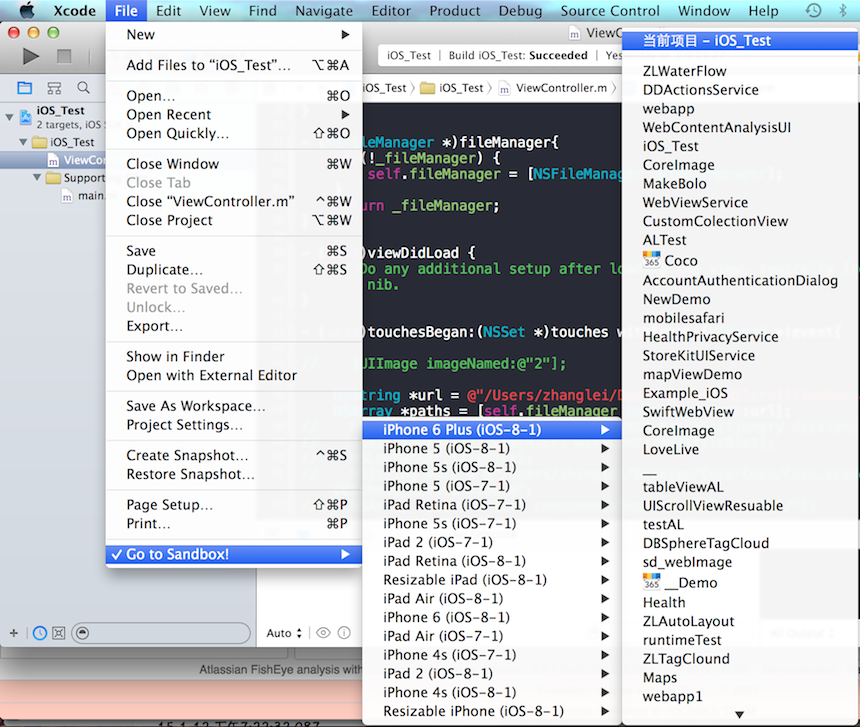 Xcode File Edit View Find Navigate Editor Product Debug Source Control Window Help
New
Add Files to “iOS_Test”... ⌥⌘A
Open... ⌘O
Open Recent
Open Quickly... ⇧⌘O
Close Window ⌘W
Close Tab
Close “ViewController.m” ^⌘W
Close Project ⌥⌘W
Save ⌘S
Duplicate... ⇧⌘S
Revert to Saved...
Unlock...
Export...
Show in Finder
Open with External Editor
Save As Workspace...
Project Settings...
Create Snapshot... ^⌘S
Restore Snapshot...
Page Setup... ⇧⌘P
Print... ⌘P
✓ Go to Sandbox!
iOS_Test
2 targets, iOS
iOS_Test
ViewCo
Support
main.
ViewC
iOS_Test | Build iOS_Test: Succeeded | Yes
iOS_Test 〉 iOS_Test 〉 ViewController.m 〉
leManager *)fileManager{
(!_fileManager) {
self.fileManager = [NSFileManag
urn _fileManager;
)viewDidLoad {
Do any additional setup after lo
nib.
)touchesBegan:(NSSet *)touches w
UIImage imageNamed:@"2"];
tring *url = @"/Users/zhanglei/D
rray *paths = [self.fileManager
iPhone 6 Plus (iOS-8-1)
iPhone 5 (iOS-8-1)
iPhone 5s (iOS-8-1)
iPhone 5 (iOS-7-1)
iPad Retina (iOS-7-1)
iPhone 5s (iOS-7-1)
iPad 2 (iOS-7-1)
iPad Retina (iOS-8-1)
Resizable iPad (iOS-8-1)
iPad Air (iOS-8-1)
iPhone 6 (iOS-8-1)
iPad Air (iOS-7-1)
iPhone 4s (iOS-7-1)
iPad 2 (iOS-8-1)
iPhone 4s (iOS-8-1)
Resizable iPhone (iOS-8-1)
当前项目 - iOS_Test
ZLWaterFlow
DDActionsService
webapp
WebContentAnalysisUI
iOS_Test
CoreImage
MakeBolo
WebViewService
CustomColectionView
ALTest
365 Coco
AccountAuthenticationDialog
NewDemo
mobilesafari
HealthPrivacyService
StoreKitUIService
mapViewDemo
Example_iOS
SwiftWebView
CoreImage
LoveLive
__
tableViewAL
UIScrollViewResuable
testAL
DBSphereTagCloud
sd_webImage
365 __Demo
Health
ZLAutoLayout
runtimeTest
ZLTagClound
Maps
webapp1
Auto
Atlassian FishEye analysis with